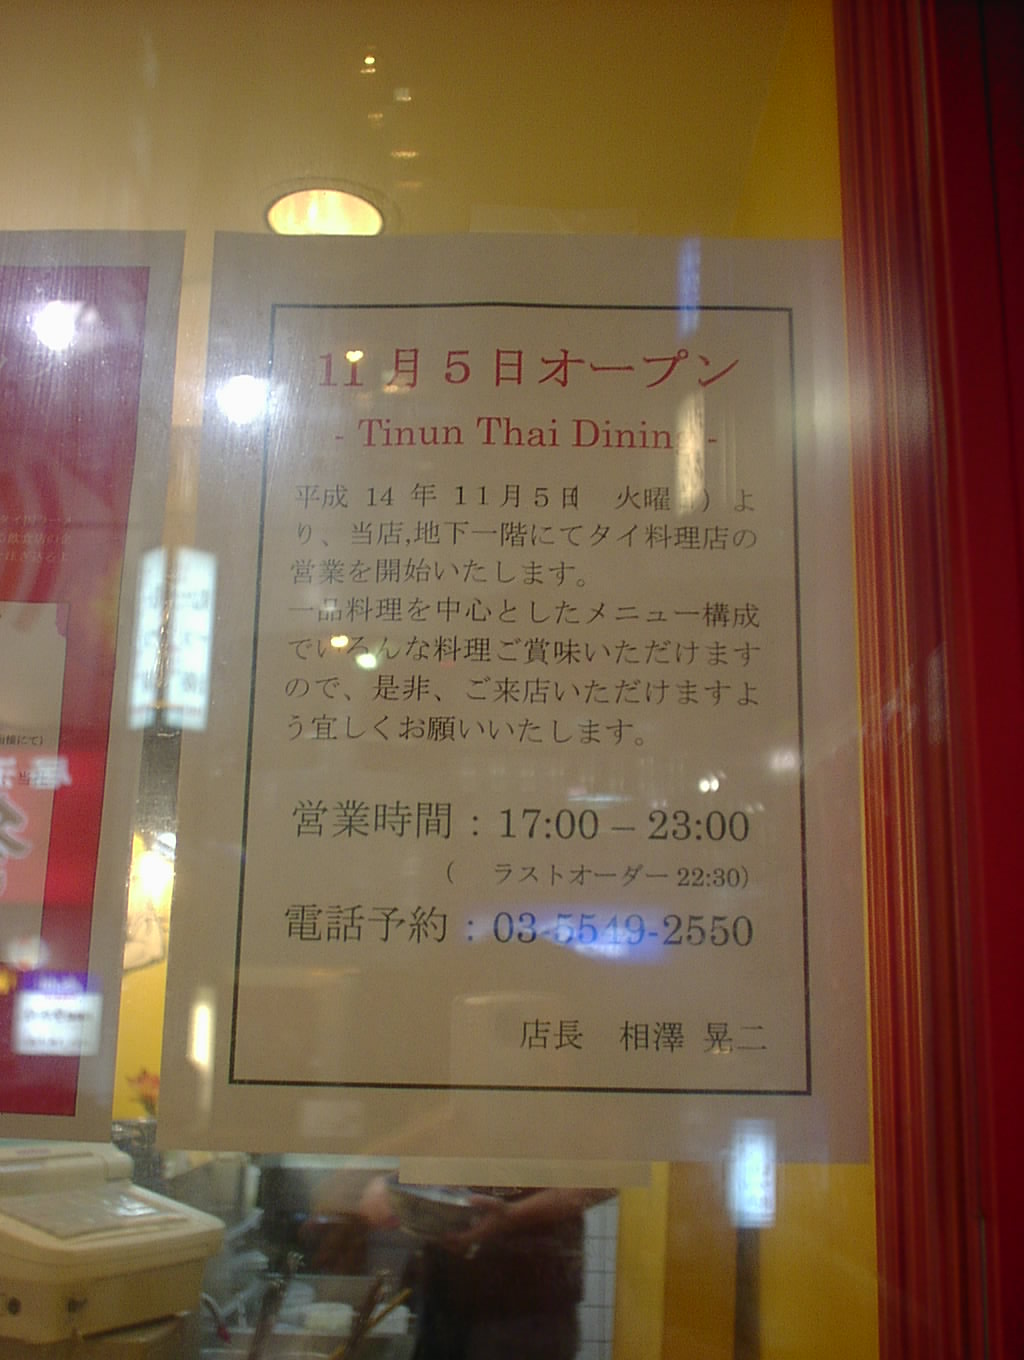 11月5日オープン
- Tinun Thai Dining -
平成 14 年 11月5日 火曜 ） よ
り、当店,地下一階にてタイ料理店の
営業を開始いたします。
一品料理を中心としたメニュー構成
でいろんな料理ご賞味いただけます
ので、是非、ご来店いただけますよ
う宜しくお願いいたします。
営業時間：17:00 – 23:00
（ ラストオーダー 22:30）
電話予約：03-5549-2550
店長 相澤 晃二